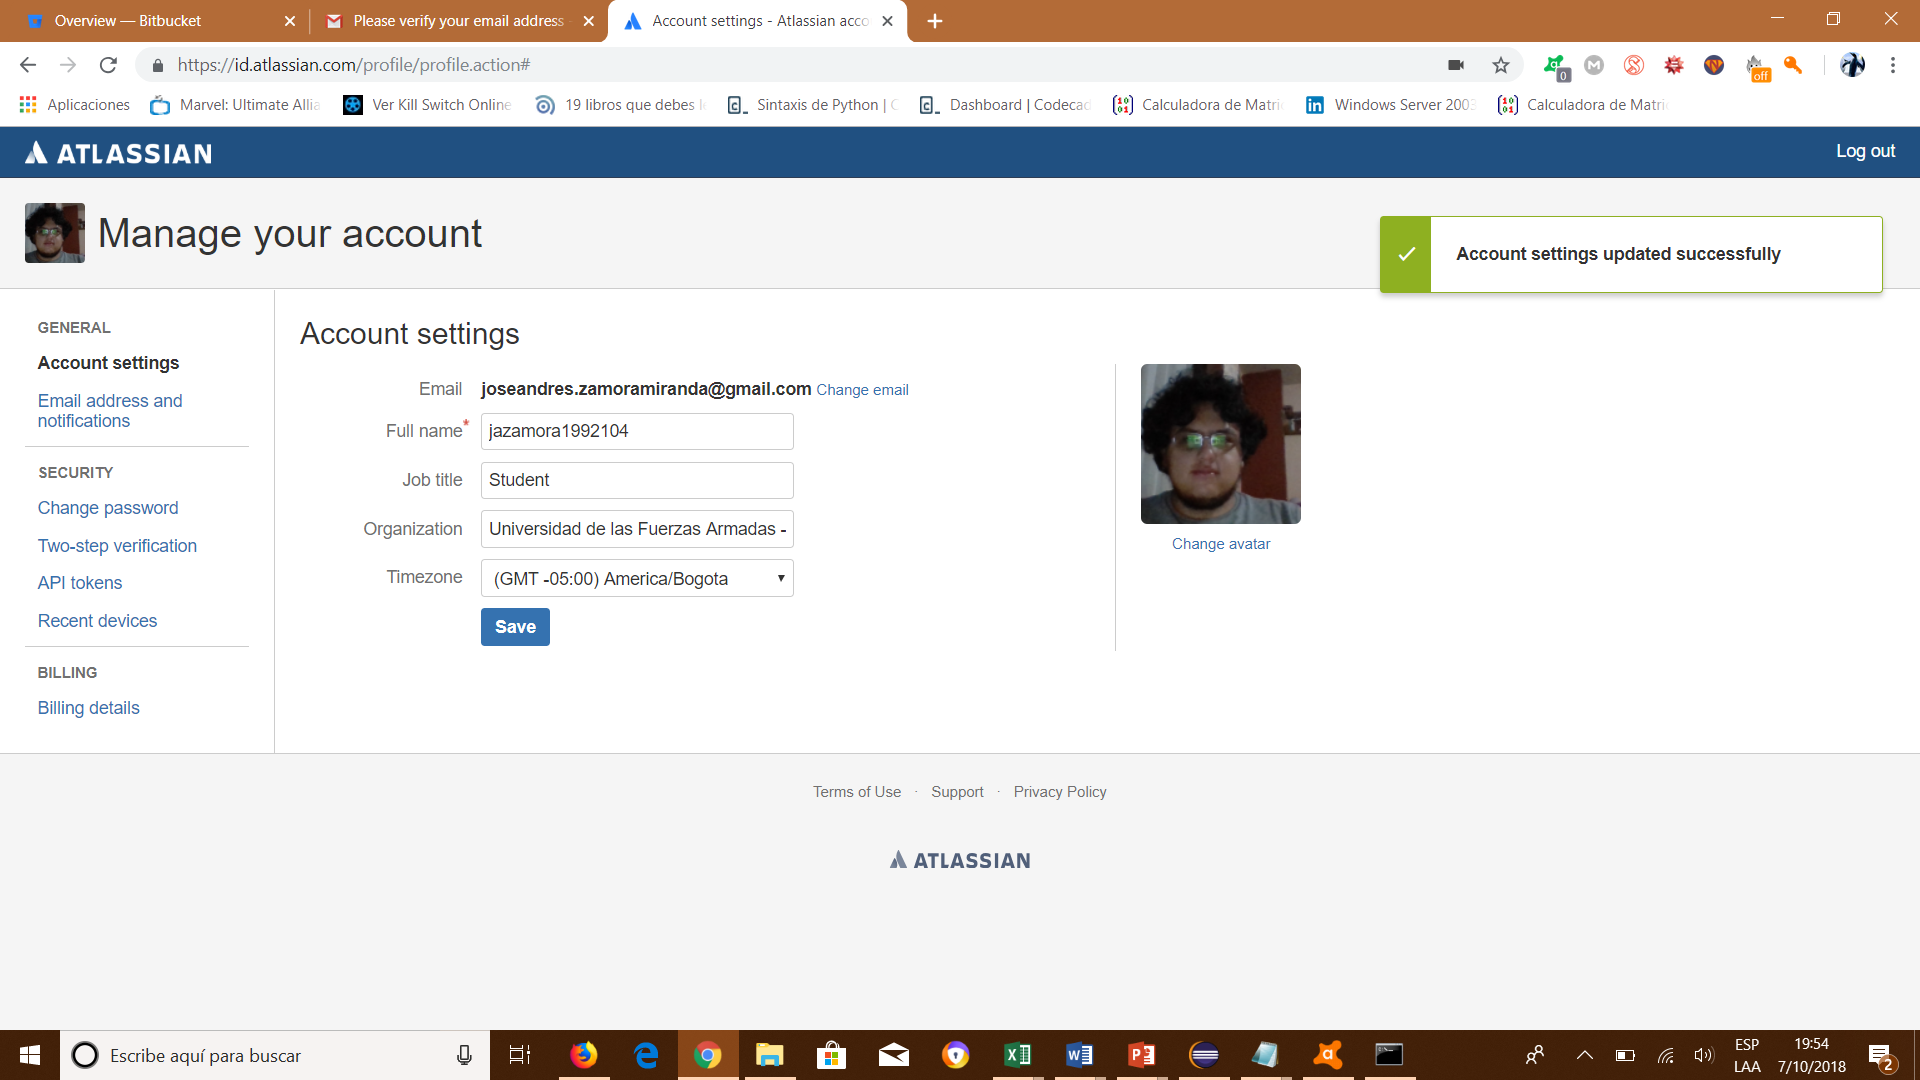 Overview — Bitbucket
Please verify your email address
Account settings - Atlassian acco
https://id.atlassian.com/profile/profile.action#
0
off
Aplicaciones
Marvel: Ultimate Allia
Ver Kill Switch Online
19 libros que debes l
Sintaxis de Python | C
Dashboard | Codecad
Calculadora de Matri
Windows Server 2003
Calculadora de Matri
ATLASSIAN
Log out
Manage your account
Account settings updated successfully
GENERAL
Account settings
Email address and
notifications
SECURITY
Change password
Two-step verification
API tokens
Recent devices
BILLING
Billing details
Account settings
Email joseandres.zamoramiranda@gmail.com Change email
Full name* jazamora1992104
Job title Student
Organization Universidad de las Fuerzas Armadas -
Timezone (GMT -05:00) America/Bogota
Save
Change avatar
Terms of Use · Support · Privacy Policy
ATLASSIAN
Escribe aquí para buscar
ESP
LAA
19:54
7/10/2018
2